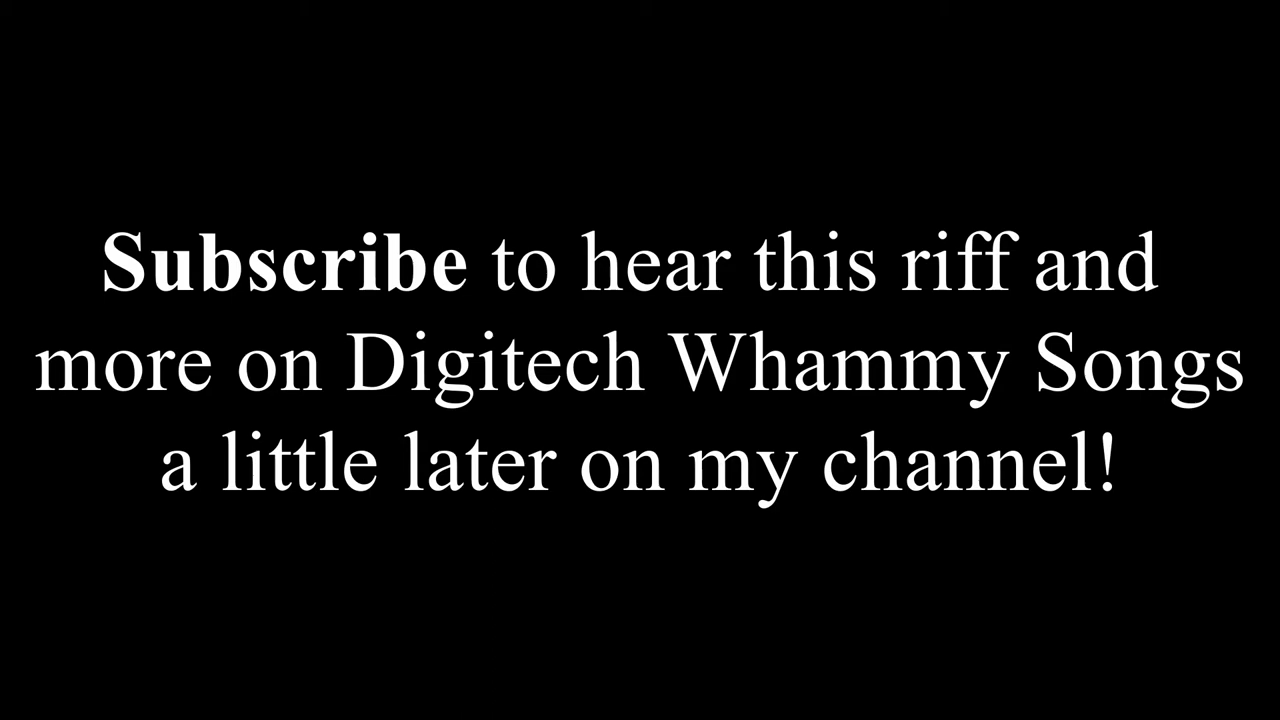 Subscribe to hear this riff and
more on Digitech Whammy Songs
a little later on my channel!